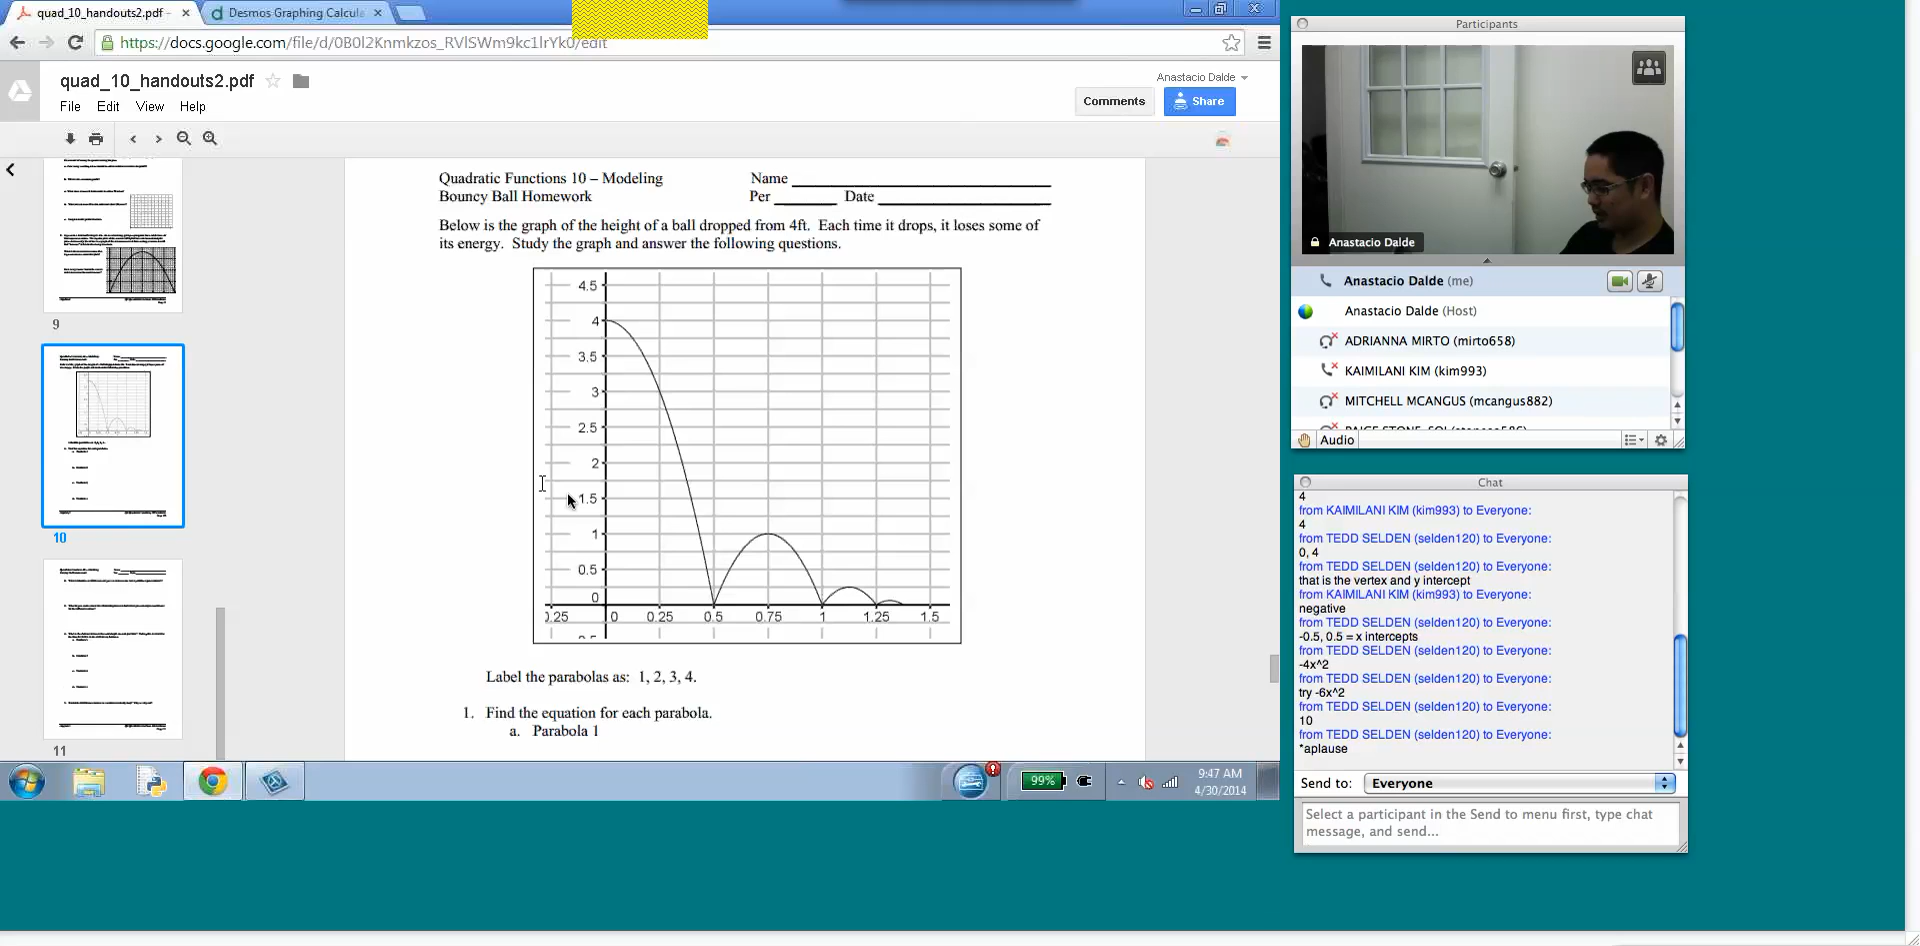 quad_10_handouts2.pdf
Desmos Graphing Calcula
https://docs.google.com/file/d/0B0l2Knmkzos_RVlSWm9kc1lrYk0/edit
quad_10_handouts2.pdf
Anastacio Dalde
File Edit View Help
Comments
Share
9
10
11
Quadratic Functions 10 – Modeling Name
Bouncy Ball Homework Per Date
Below is the graph of the height of a ball dropped from 4ft. Each time it drops, it loses some of
its energy. Study the graph and answer the following questions.
4.5
4
3.5
3
2.5
2
1.5
1
0.5
0
0.25 0 0.25 0.5 0.75 1 1.25 1.5
Label the parabolas as: 1, 2, 3, 4.
1. Find the equation for each parabola.
a. Parabola 1
99%
9:47 AM
4/30/2014
Participants
Anastacio Dalde
Anastacio Dalde (me)
Anastacio Dalde (Host)
ADRIANNA MIRTO (mirto658)
KAIMILANI KIM (kim993)
MITCHELL MCANGUS (mcangus882)
Audio
Chat
4
from KAIMILANI KIM (kim993) to Everyone:
4
from TEDD SELDEN (selden120) to Everyone:
0, 4
from TEDD SELDEN (selden120) to Everyone:
that is the vertex and y intercept
from KAIMILANI KIM (kim993) to Everyone:
negative
from TEDD SELDEN (selden120) to Everyone:
-0.5, 0.5 = x intercepts
from TEDD SELDEN (selden120) to Everyone:
-4x^2
from TEDD SELDEN (selden120) to Everyone:
try -6x^2
from TEDD SELDEN (selden120) to Everyone:
10
from TEDD SELDEN (selden120) to Everyone:
*aplause
Send to: Everyone
Select a participant in the Send to menu first, type chat
message, and send...